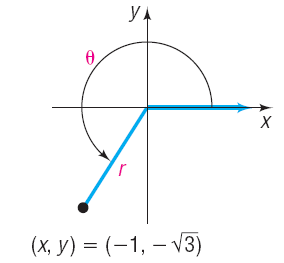 y
θ
x
r
(x, y) = (−1, −√3)